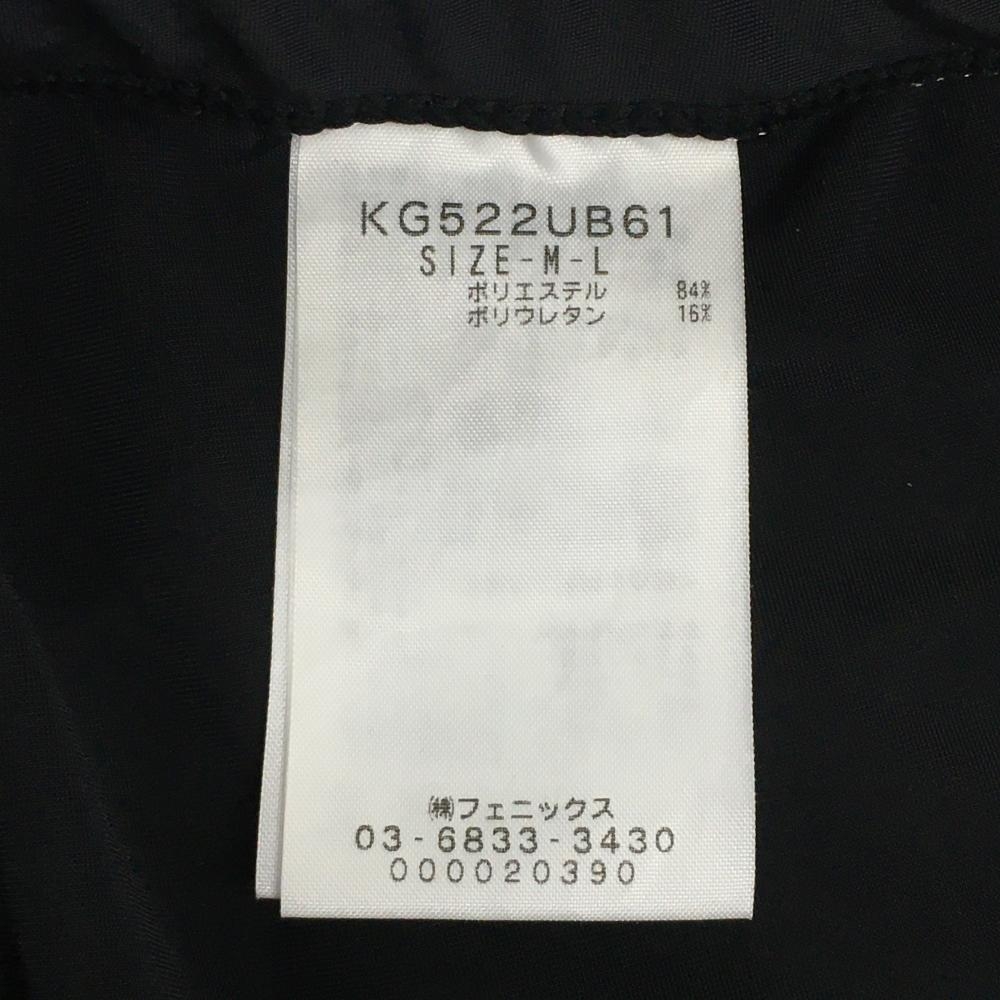 KG522UB61
SIZE-M-L
ポリエステル 84%
ポリウレタン 16%
㈱フェニックス
03-6833-3430
000020390